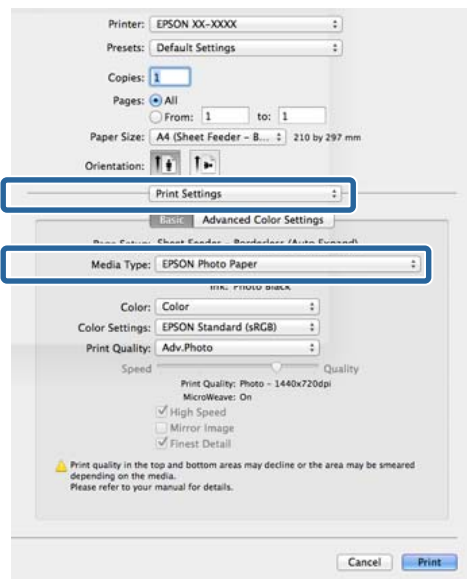 Printer: EPSON XX-XXXX
Presets: Default Settings
Copies: 1
Pages: All
From: 1 to: 1
Paper Size: A4 (Sheet Feeder – B... 210 by 297 mm
Orientation:
Print Settings
Basic Advanced Color Settings
Page Setup: Sheet Feeder – Borderless (Auto Expand)
Media Type: EPSON Photo Paper
Ink: Photo Black
Color: Color
Color Settings: EPSON Standard (sRGB)
Print Quality: Adv.Photo
Speed Quality
Print Quality: Photo – 1440x720dpi
MicroWeave: On
High Speed
Mirror Image
Finest Detail
Print quality in the top and bottom areas may decline or the area may be smeared
depending on the media.
Please refer to your manual for details.
Cancel Print